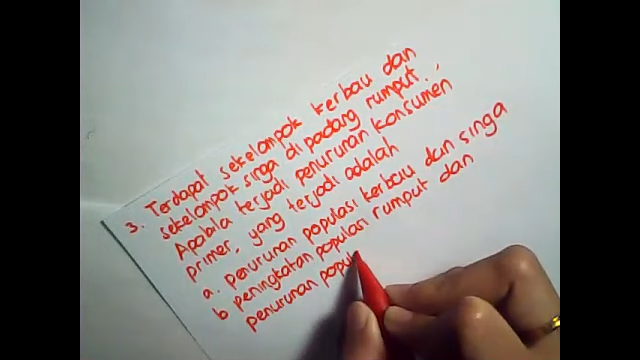 3. Terdapat sekelompok kerbau dan
sekelompok singa di padang rumput.
Apabila terjadi penurunan konsumen
primer, yang terjadi adalah
a. penurunan populasi kerbau dan singa
b peningkatan populasi rumput dan
penurunan popu